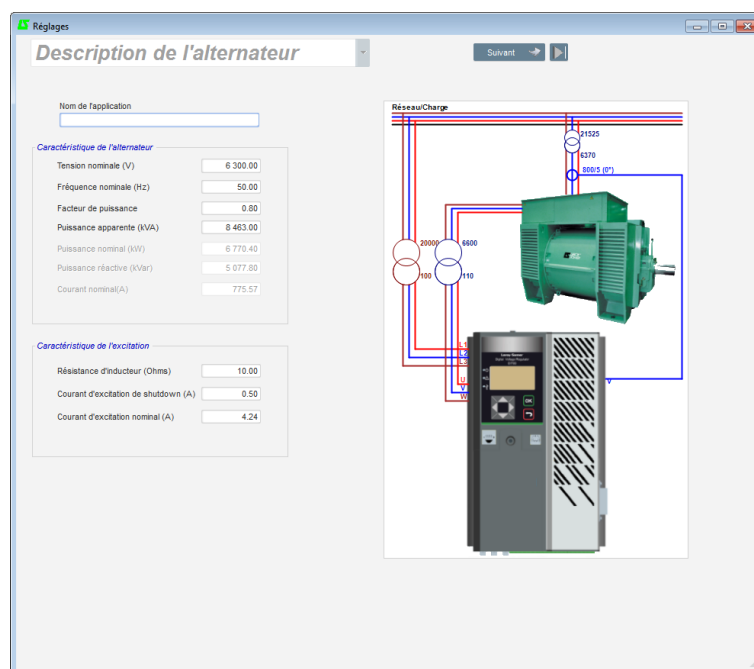 Réglages
Description de l'alternateur
Suivant
Nom de l'application
Caractéristique de l'alternateur
Tension nominale (V) 6 300.00
Fréquence nominale (Hz) 50.00
Facteur de puissance 0.80
Puissance apparente (kVA) 8 463.00
Puissance nominal (kW) 6 770.40
Puissance réactive (kVar) 5 077.80
Courant nominal(A) 775.57
Caractéristique de l'excitation
Résistance d'inducteur (Ohms) 10.00
Courant d'excitation de shutdown (A) 0.50
Courant d'excitation nominal (A) 4.24
Réseau/Charge
21525
6370
800/5 (0°)
20000
6600
100
110
L1
L2
L3
U
V
W
V
OK